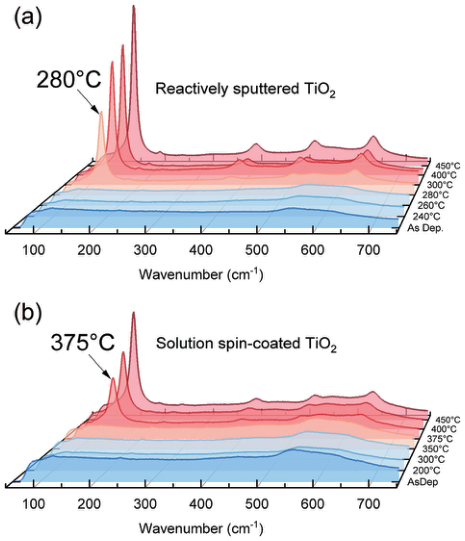 (a)
280°C
Reactively sputtered TiO₂
450°C
400°C
300°C
280°C
260°C
240°C
As Dep.
100 200 300 400 500 600 700
Wavenumber (cm⁻¹)
(b)
375°C
Solution spin-coated TiO₂
450°C
400°C
375°C
350°C
300°C
200°C
AsDep
100 200 300 400 500 600 700
Wavenumber (cm⁻¹)